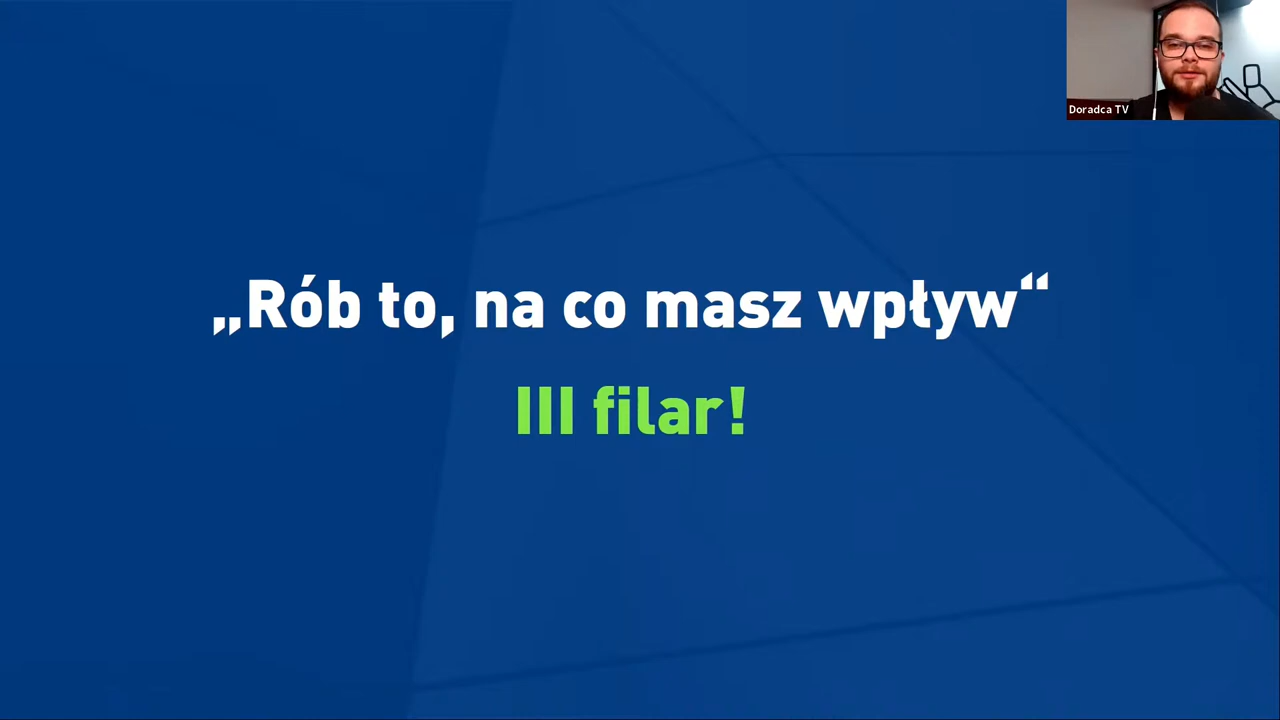 Doradca TV
„Rób to, na co masz wpływ“
III filar!